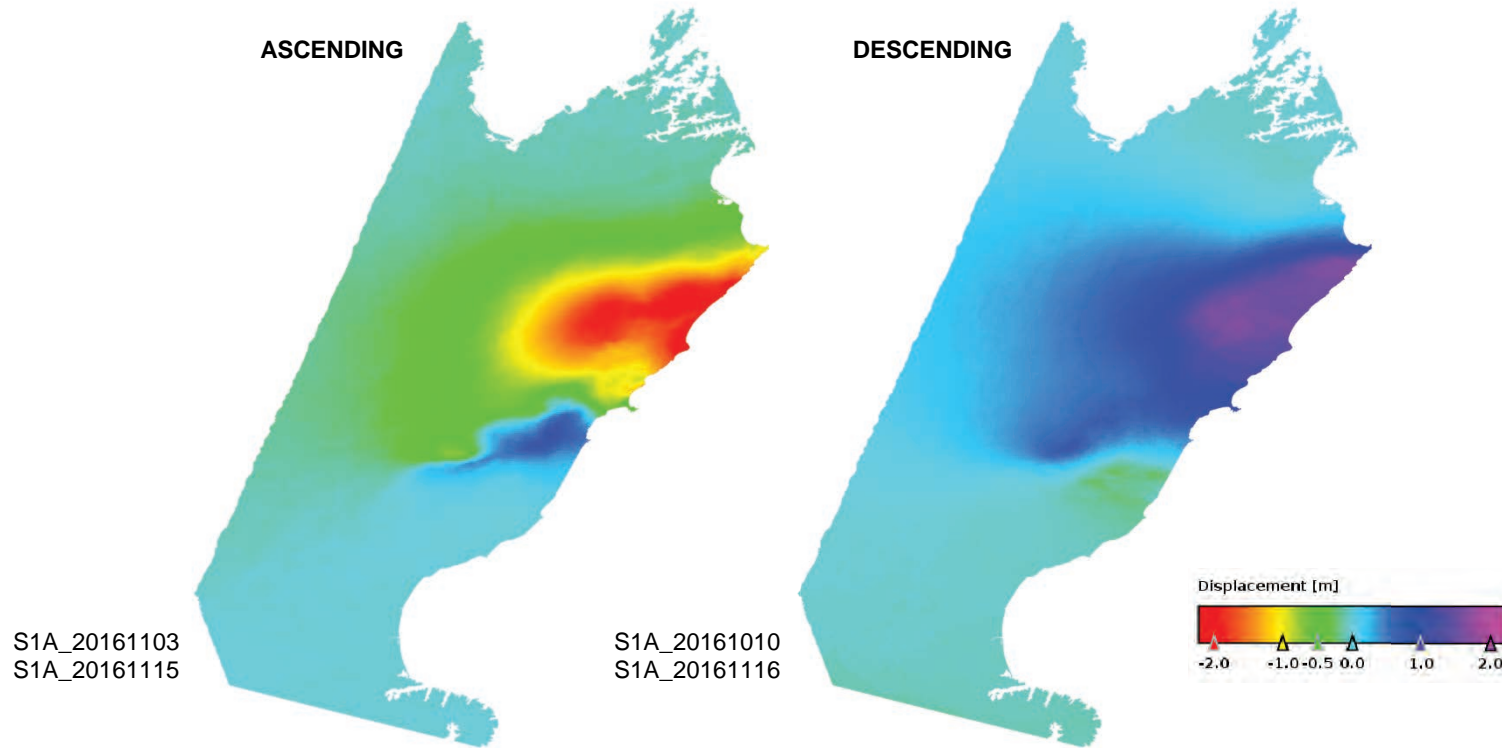 ASCENDING
DESCENDING
S1A_20161103
S1A_20161115
S1A_20161010
S1A_20161116
Displacement [m]
-2.0 -1.0 -0.5 0.0 1.0 2.0